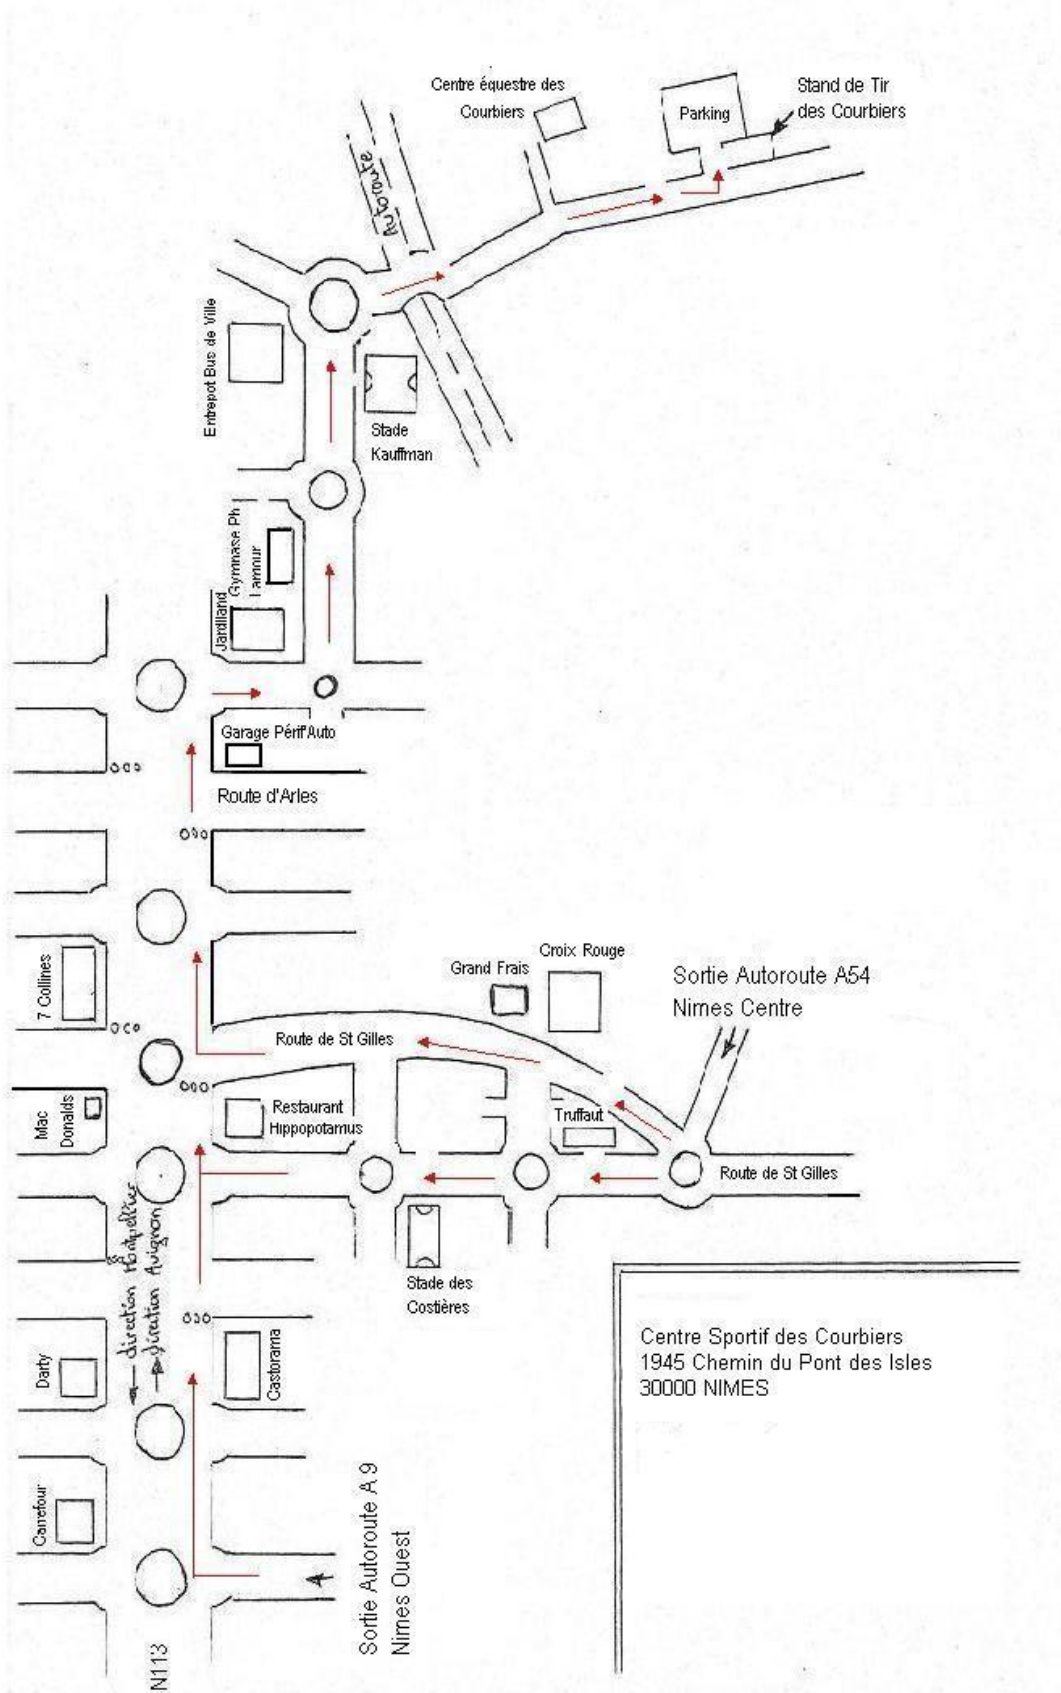 Centre équestre des
Courbiers
Parking
Stand de Tir
des Courbiers
Autoroute
Entrepot Bus de Ville
Stade
Kauffman
Gymnase Ph
Lamour
Jardiland
Garage Périf'Auto
Route d'Arles
7 Collines
Croix Rouge
Grand Frais
Sortie Autoroute A54
Nimes Centre
Route de St Gilles
Mac
Donalds
Restaurant
Hippopotamus
Truffaut
Route de St Gilles
direction Montpellier
direction Avignon
Stade des
Costières
Darty
Castorama
Centre Sportif des Courbiers
1945 Chemin du Pont des Isles
30000 NIMES
Carrefour
Sortie Autoroute A 9
Nimes Ouest
N113